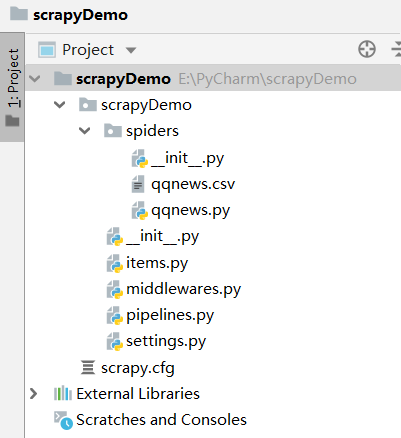 scrapyDemo
1: Project
Project
scrapyDemo E:\PyCharm\scrapyDemo
scrapyDemo
spiders
__init__.py
qqnews.csv
qqnews.py
__init__.py
items.py
middlewares.py
pipelines.py
settings.py
scrapy.cfg
External Libraries
Scratches and Consoles